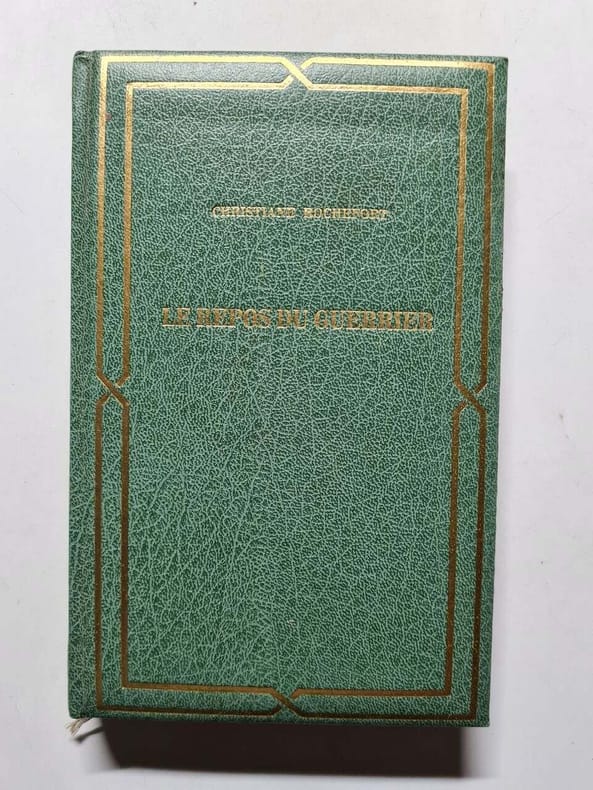 CHRISTIANE ROCHEFORT
LE REPOS DU GUERRIER